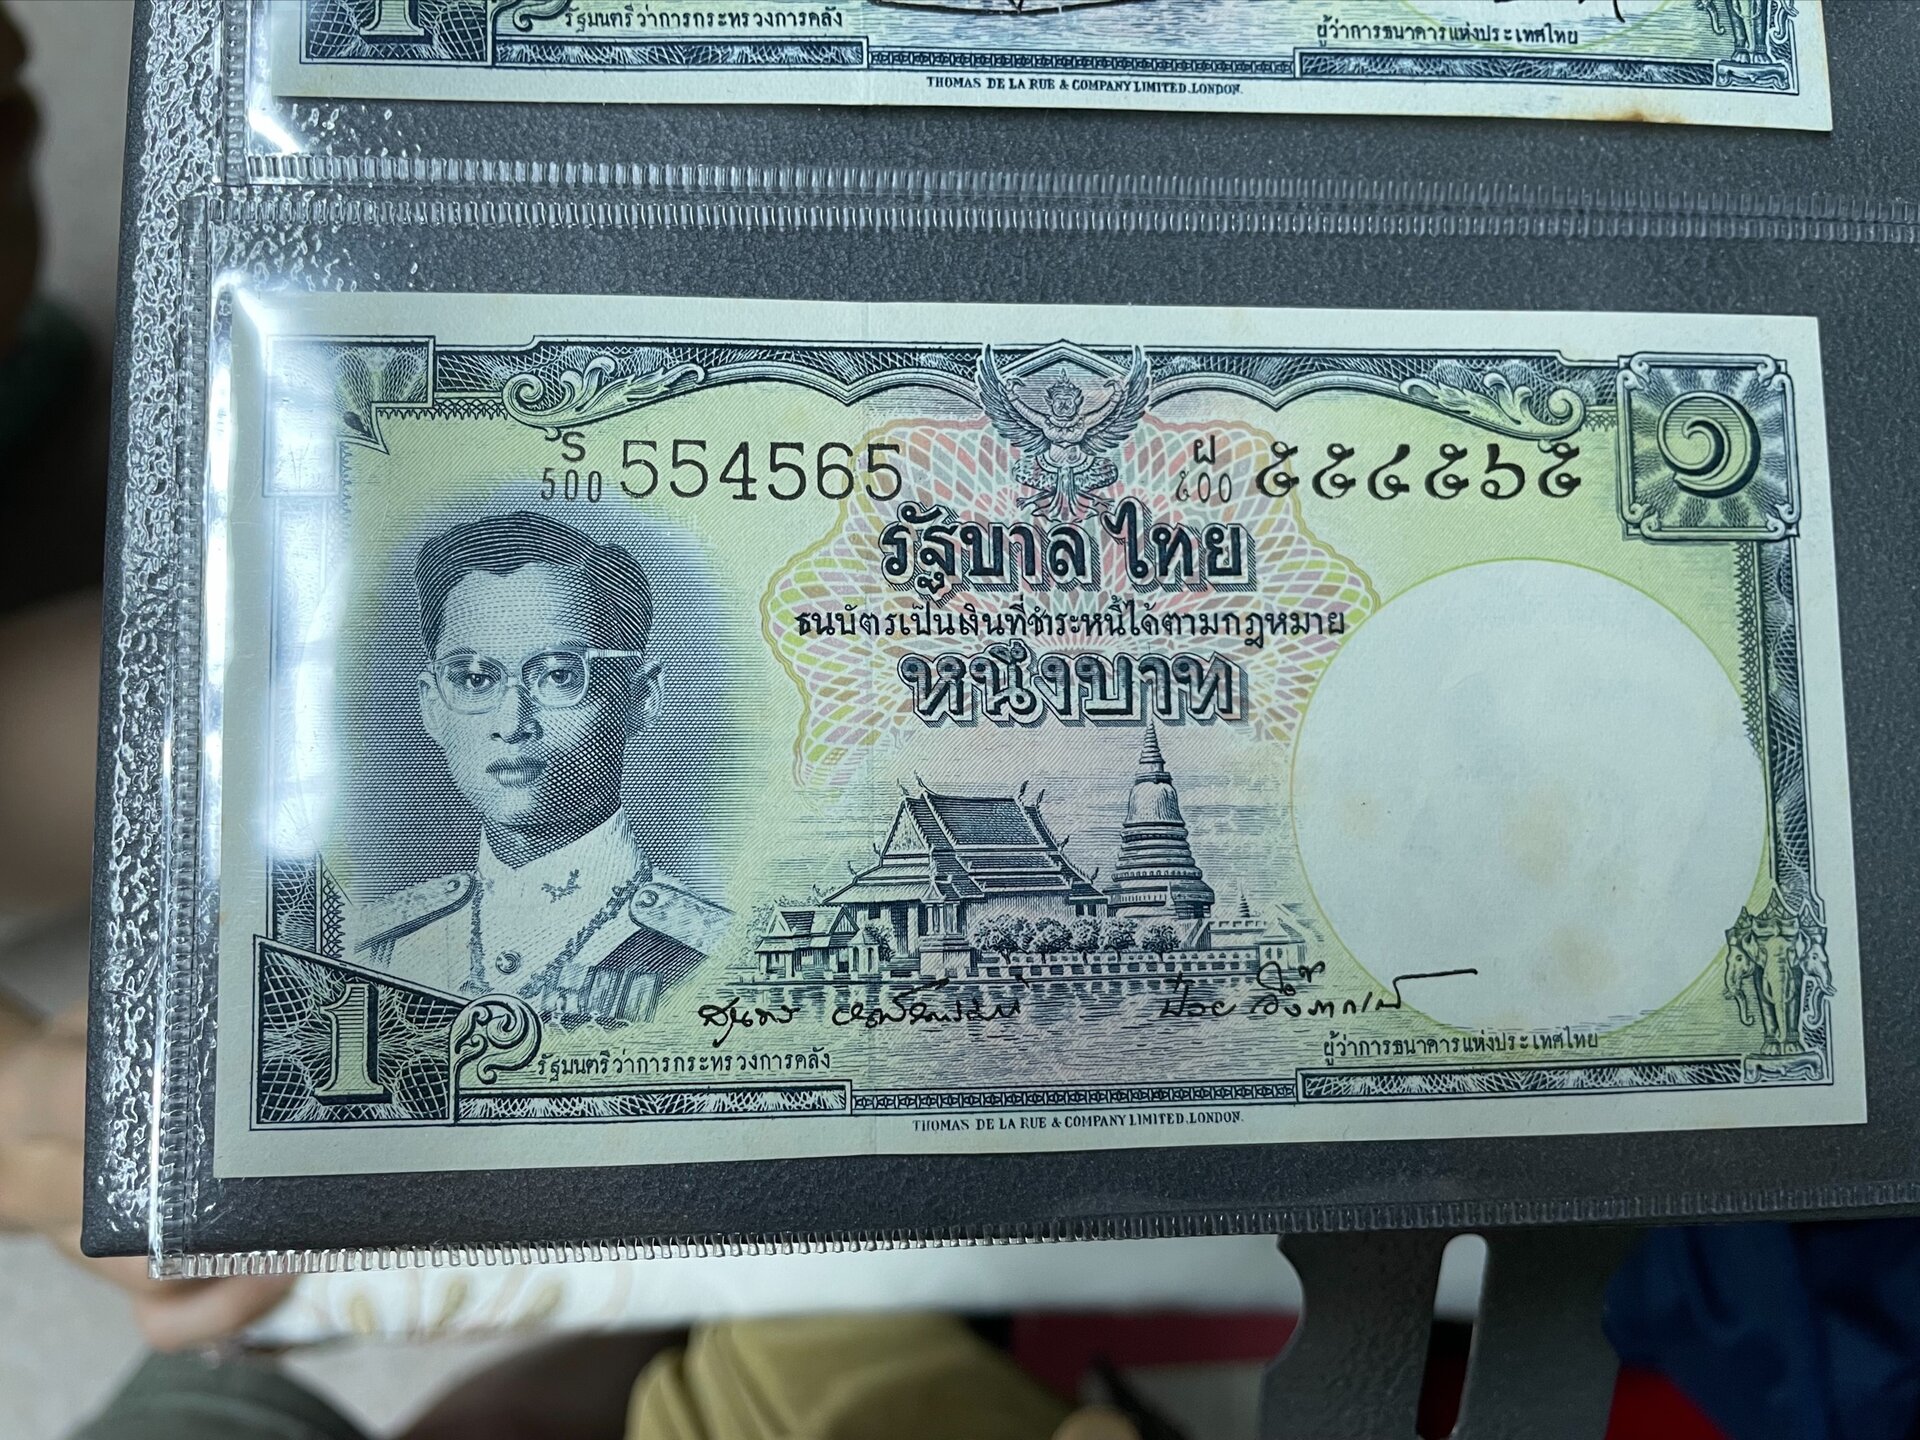 1
รัฐมนตรีว่าการกระทรวงการคลัง
ผู้ว่าการธนาคารแห่งประเทศไทย
THOMAS DE LA RUE & COMPANY LIMITED, LONDON.
1
๑
S
500 554565
ฝ
๕๐๐ ๕๕๔๕๖๕
รัฐบาลไทย
ธนบัตรเป็นเงินที่ชำระหนี้ได้ตามกฎหมาย
หนึ่งบาท
รัฐมนตรีว่าการกระทรวงการคลัง
ผู้ว่าการธนาคารแห่งประเทศไทย
1
THOMAS DE LA RUE & COMPANY LIMITED, LONDON.